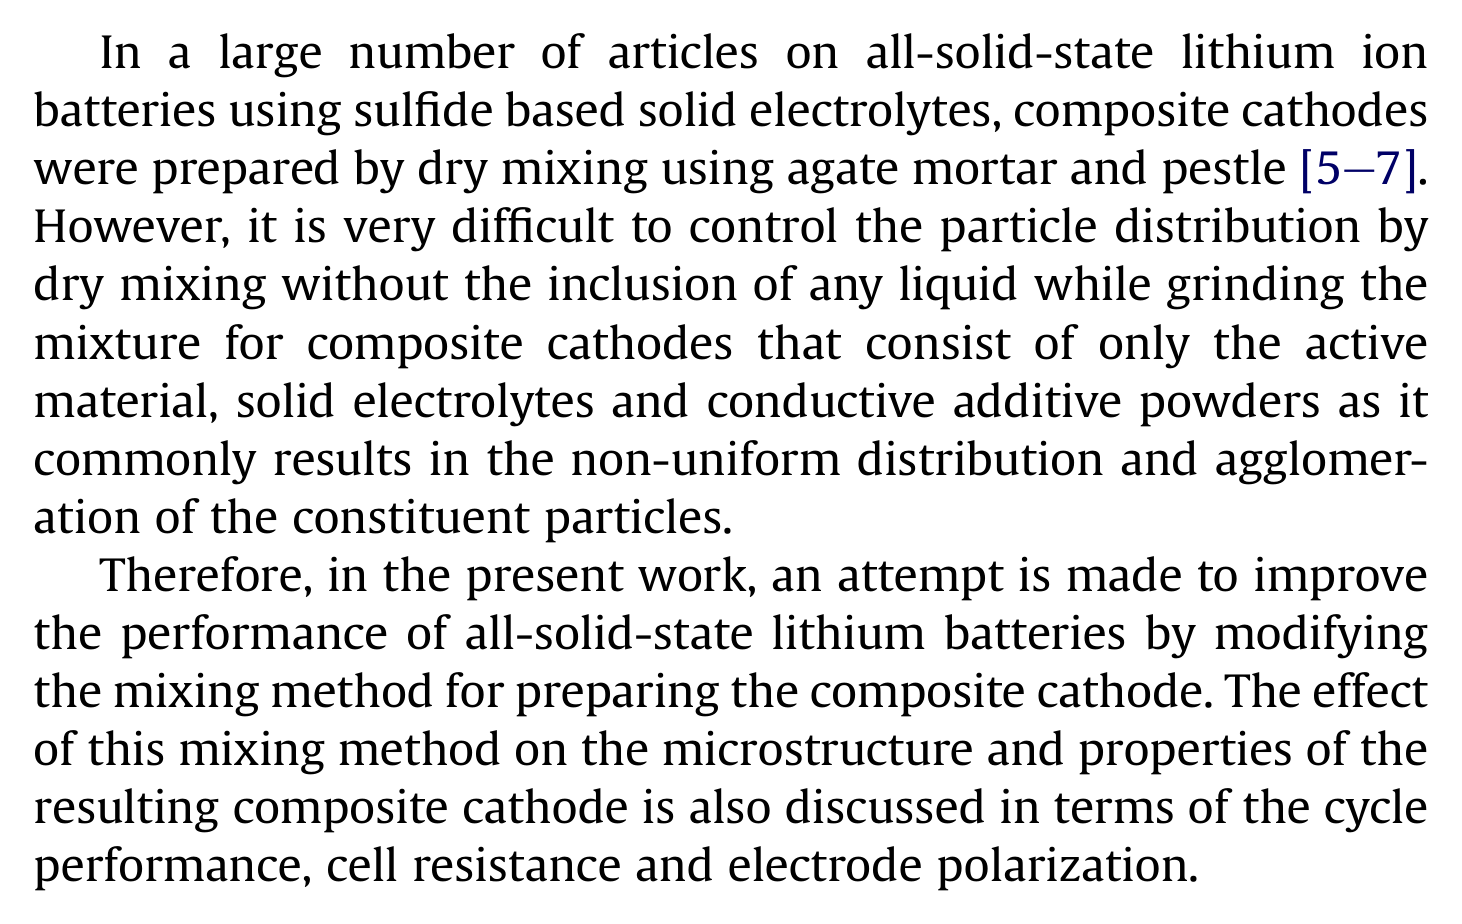 In a large number of articles on all-solid-state lithium ion
batteries using sulfide based solid electrolytes, composite cathodes
were prepared by dry mixing using agate mortar and pestle [5–7].
However, it is very difficult to control the particle distribution by
dry mixing without the inclusion of any liquid while grinding the
mixture for composite cathodes that consist of only the active
material, solid electrolytes and conductive additive powders as it
commonly results in the non-uniform distribution and agglomer-
ation of the constituent particles.
Therefore, in the present work, an attempt is made to improve
the performance of all-solid-state lithium batteries by modifying
the mixing method for preparing the composite cathode. The effect
of this mixing method on the microstructure and properties of the
resulting composite cathode is also discussed in terms of the cycle
performance, cell resistance and electrode polarization.